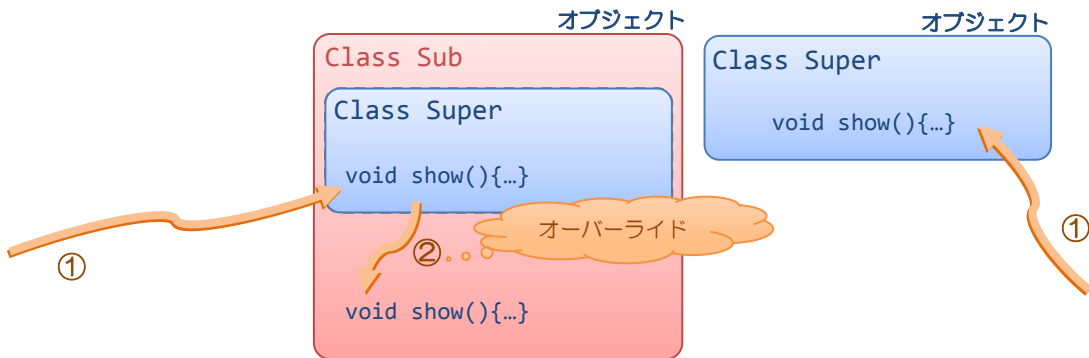 オブジェクト
Class Sub
Class Super
void show(){…}
①
②
オーバーライド
void show(){…}
オブジェクト
Class Super
void show(){…}
①